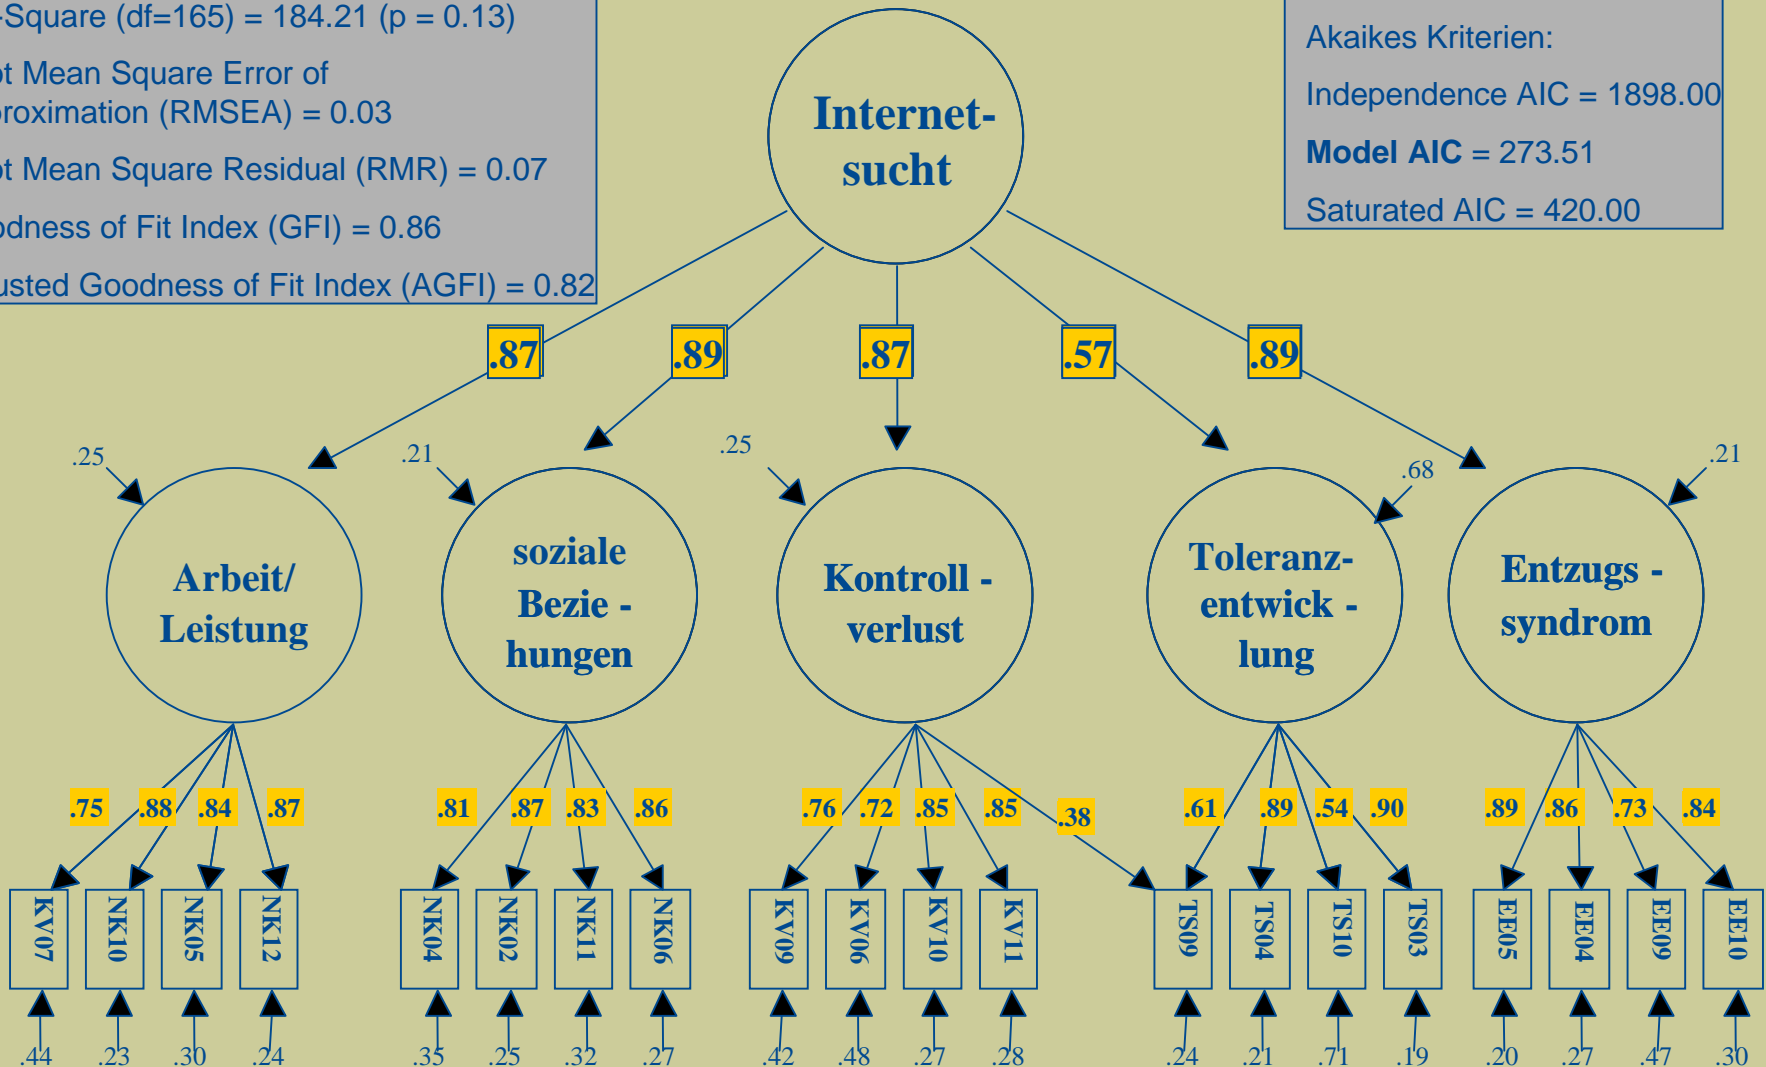 -Square (df=165) = 184.21 (p = 0.13)
ot Mean Square Error of
proximation (RMSEA) = 0.03
ot Mean Square Residual (RMR) = 0.07
odness of Fit Index (GFI) = 0.86
usted Goodness of Fit Index (AGFI) = 0.82
Akaikes Kriterien:
Independence AIC = 1898.00
Model AIC = 273.51
Saturated AIC = 420.00
Internet-
sucht
.87 .89 .87 .57 .89
.25 .21 .25 .68 .21
Arbeit/
Leistung
soziale
Bezie -
hungen
Kontroll -
verlust
Toleranz-
entwick -
lung
Entzugs -
syndrom
.75 .88 .84 .87 .81 .87 .83 .86 .76 .72 .85 .85 .38 .61 .89 .54 .90 .89 .86 .73 .84
KV07 NK10 NK05 NK12 NK04 NK02 NK11 NK06 KV09 KV06 KV10 KV11 TS09 TS04 TS10 TS03 EE05 EE04 EE09 EE10
.44 .23 .30 .24 .35 .25 .32 .27 .42 .48 .27 .28 .24 .21 .71 .19 .20 .27 .47 .30